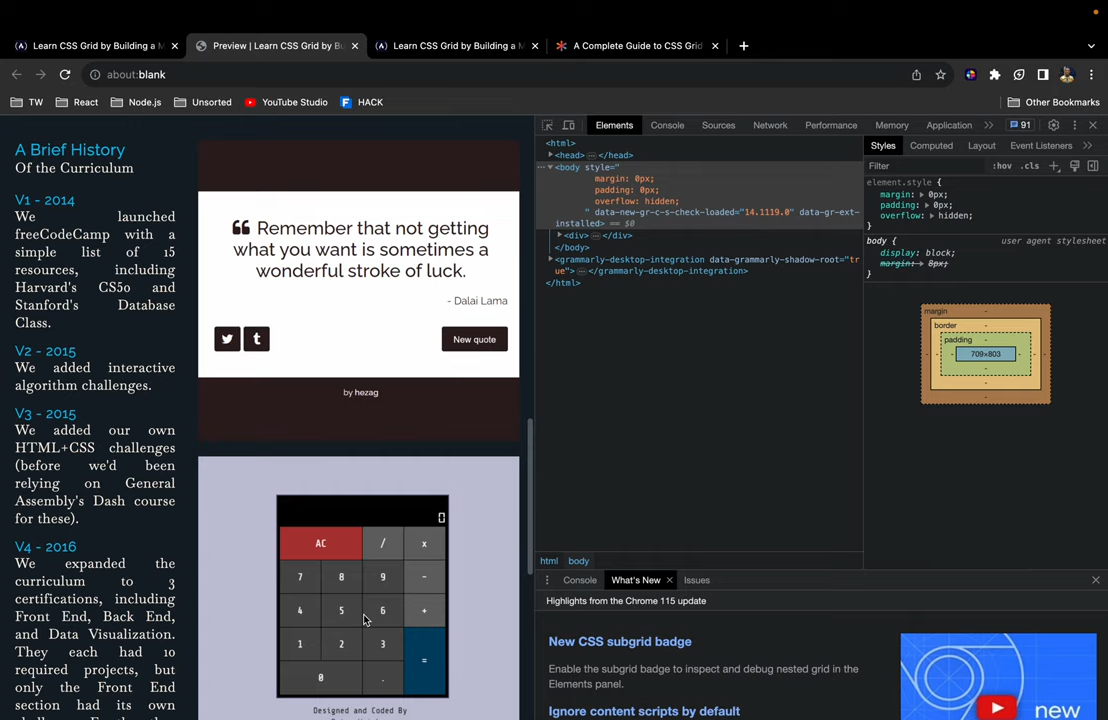 Learn CSS Grid by Building a M
Preview | Learn CSS Grid by Bu
Learn CSS Grid by Building a M
A Complete Guide to CSS Grid
about:blank
TW
React
Node.js
Unsorted
YouTube Studio
HACK
Other Bookmarks
A Brief History
Of the Curriculum
V1 - 2014
We launched
freeCodeCamp with a
simple list of 15
resources, including
Harvard's CS50 and
Stanford's Database
Class.
V2 - 2015
We added interactive
algorithm challenges.
V3 - 2015
We added our own
HTML+CSS challenges
(before we'd been
relying on General
Assembly's Dash course
for these).
V4 - 2016
We expanded the
curriculum to 3
certifications, including
Front End, Back End,
and Data Visualization.
They each had 10
required projects, but
only the Front End
section had its own
“ Remember that not getting
what you want is sometimes a
wonderful stroke of luck.
- Dalai Lama
New quote
by hezag
0
AC / x
7 8 9 -
4 5 6 +
1 2 3 =
0 .
Designed and Coded By
Elements Console Sources Network Performance Memory Application » 91
<html>
<head>…</head>
<body style="
margin: 0px;
padding: 0px;
overflow: hidden;
" data-new-gr-c-s-check-loaded="14.1119.0" data-gr-ext-
installed> == $0
<div>…</div>
</body>
<grammarly-desktop-integration data-grammarly-shadow-root="tr
ue">…</grammarly-desktop-integration>
</html>
html body
Styles Computed Layout Event Listeners »
Filter :hov .cls
element.style {
margin: 0px;
padding: 0px;
overflow: hidden;
}
body { user agent stylesheet
display: block;
margin: 8px;
}
margin -
border -
padding -
709×803
Console What's New Issues
Highlights from the Chrome 115 update
New CSS subgrid badge
Enable the subgrid badge to inspect and debug nested grid in the
Elements panel.
Ignore content scripts by default
new